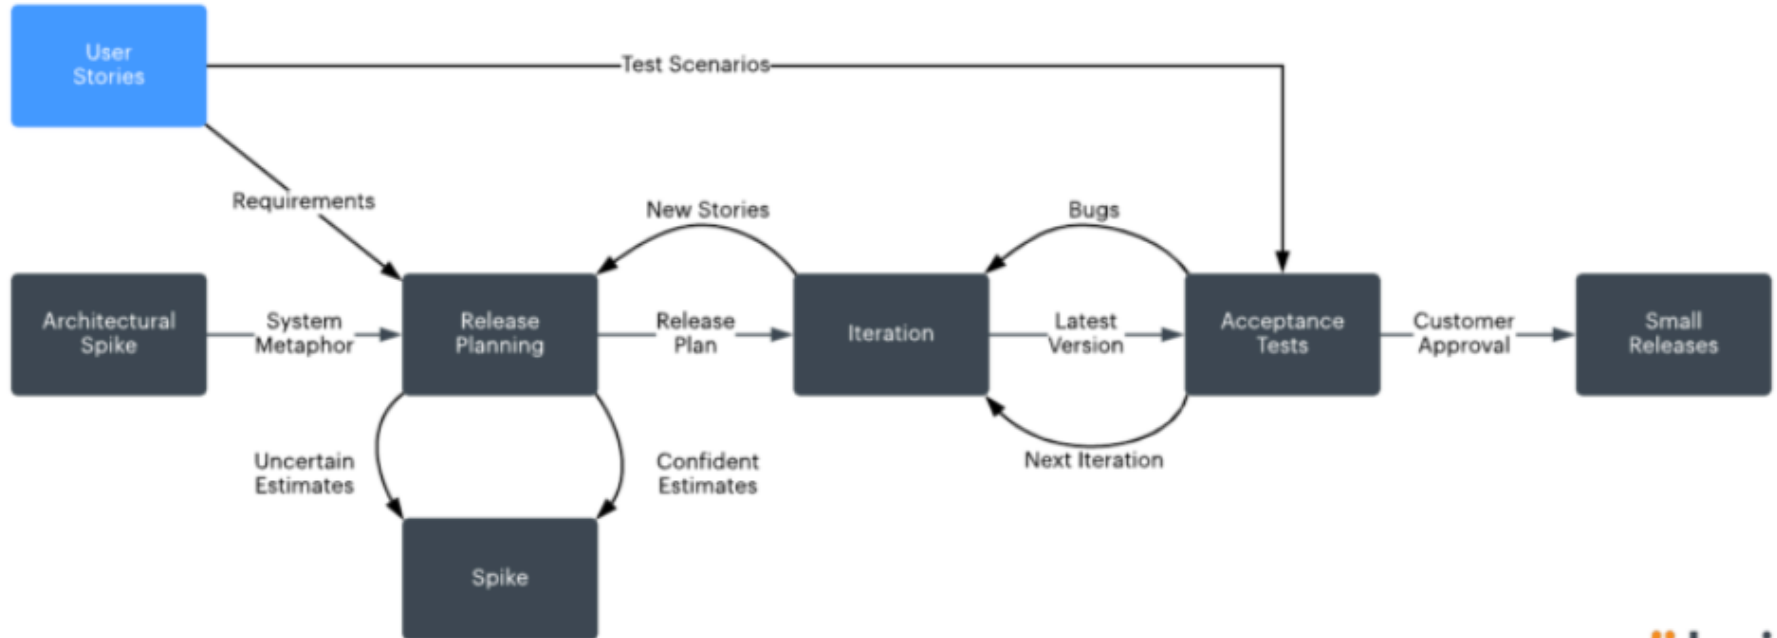 User
Stories
Test Scenarios
Requirements
New Stories
Bugs
Architectural
Spike
System
Metaphor
Release
Planning
Release
Plan
Iteration
Latest
Version
Acceptance
Tests
Customer
Approval
Small
Releases
Uncertain
Estimates
Confident
Estimates
Next Iteration
Spike